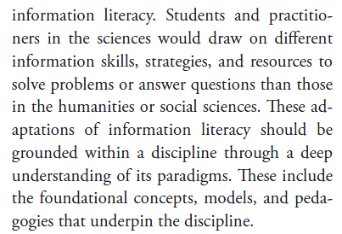 information literacy. Students and practitio-
ners in the sciences would draw on different
information skills, strategies, and resources to
solve problems or answer questions than those
in the humanities or social sciences. These ad-
aptations of information literacy should be
grounded within a discipline through a deep
understanding of its paradigms. These include
the foundational concepts, models, and peda-
gogies that underpin the discipline.